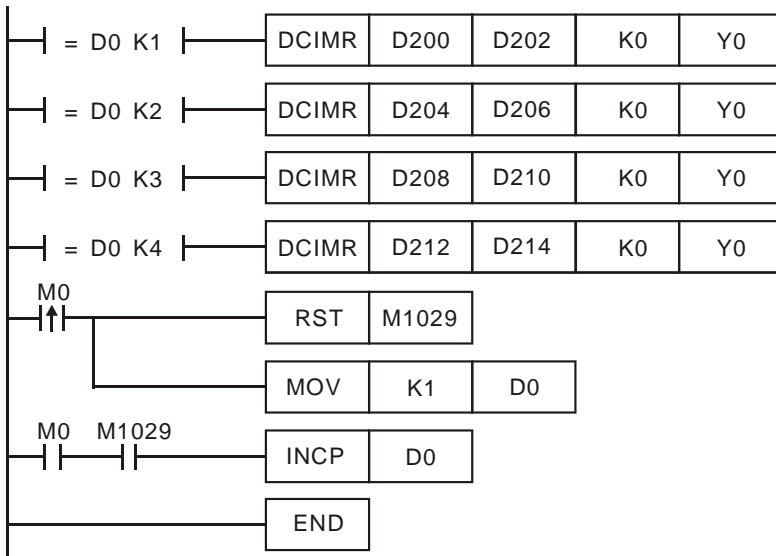 = D0 K1 DCIMR D200 D202 K0 Y0
= D0 K2 DCIMR D204 D206 K0 Y0
= D0 K3 DCIMR D208 D210 K0 Y0
= D0 K4 DCIMR D212 D214 K0 Y0
M0
RST M1029
MOV K1 D0
M0 M1029
INCP D0
END